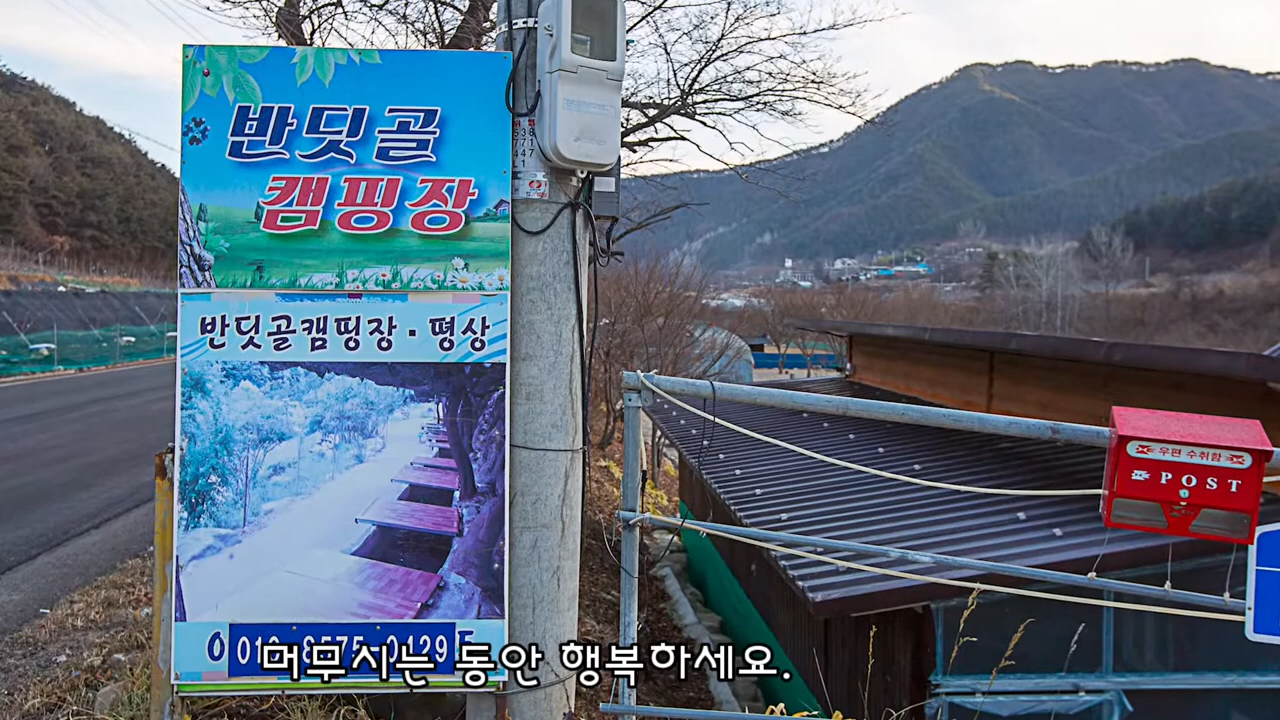 반딧골
캠핑장
반딧골캠핑장·평상
우편 수취함
POST
머무시는 동안 행복하세요.